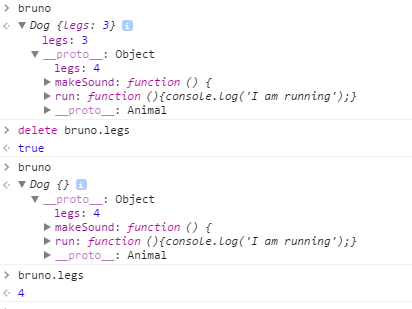 bruno
Dog {legs: 3} i
legs: 3
__proto__: Object
legs: 4
makeSound: function () {
run: function (){console.log('I am running');}
__proto__: Animal
delete bruno.legs
true
bruno
Dog {} i
__proto__: Object
legs: 4
makeSound: function () {
run: function (){console.log('I am running');}
__proto__: Animal
bruno.legs
4